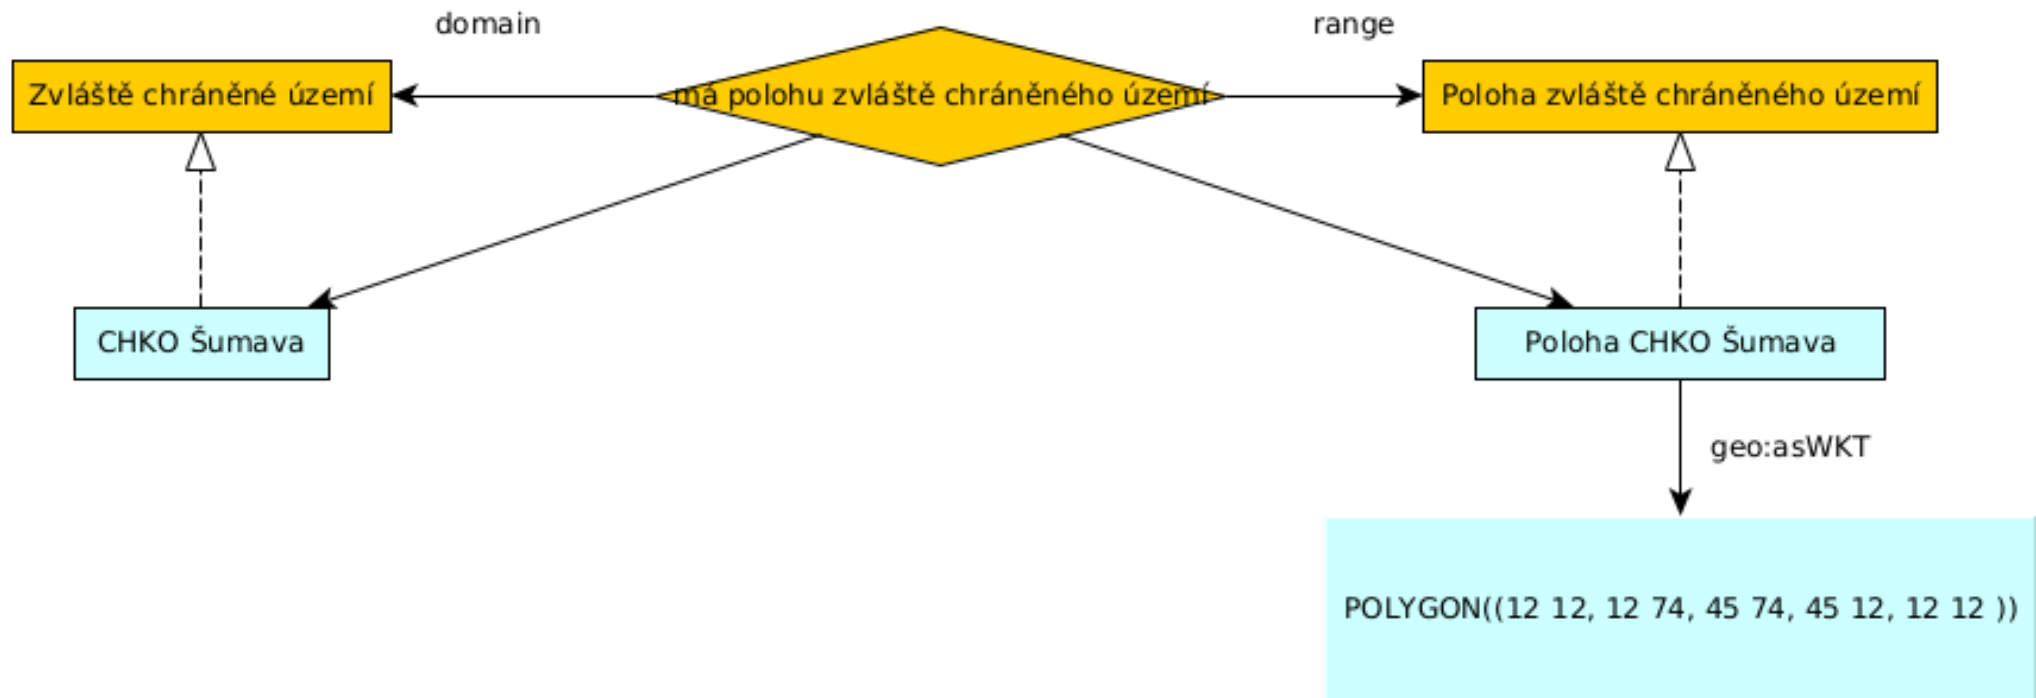 domain
range
Zvláště chráněné území
má polohu zvláště chráněného území
Poloha zvláště chráněného území
CHKO Šumava
Poloha CHKO Šumava
geo:asWKT
POLYGON((12 12, 12 74, 45 74, 45 12, 12 12 ))